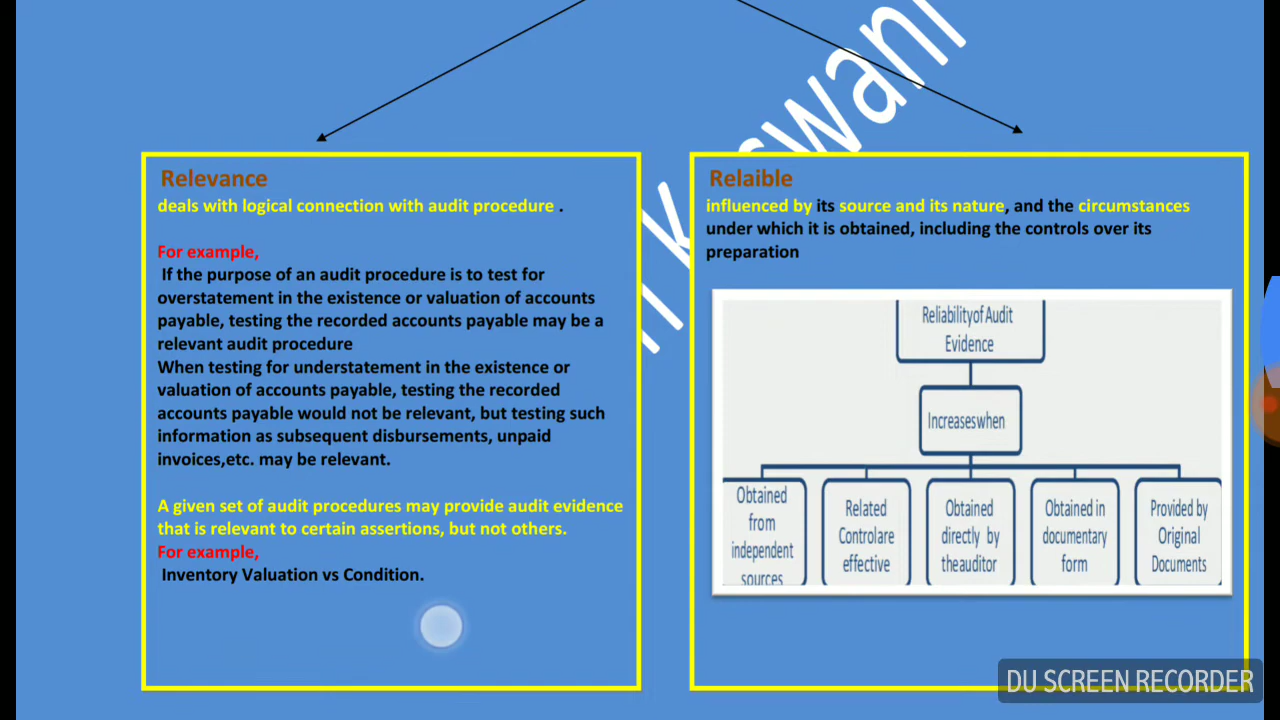 Relevance
deals with logical connection with audit procedure .
For example,
If the purpose of an audit procedure is to test for
overstatement in the existence or valuation of accounts
payable, testing the recorded accounts payable may be a
relevant audit procedure
When testing for understatement in the existence or
valuation of accounts payable, testing the recorded
accounts payable would not be relevant, but testing such
information as subsequent disbursements, unpaid
invoices,etc. may be relevant.
A given set of audit procedures may provide audit evidence
that is relevant to certain assertions, but not others.
For example,
Inventory Valuation vs Condition.
Relaible
influenced by its source and its nature, and the circumstances
under which it is obtained, including the controls over its
preparation
Reliabilityof Audit
Evidence
Increaseswhen
Obtained
from
independent
sources
Related
Controlare
effective
Obtained
directly by
theauditor
Obtained in
documentary
form
Provided by
Original
Documents
DU SCREEN RECORDER